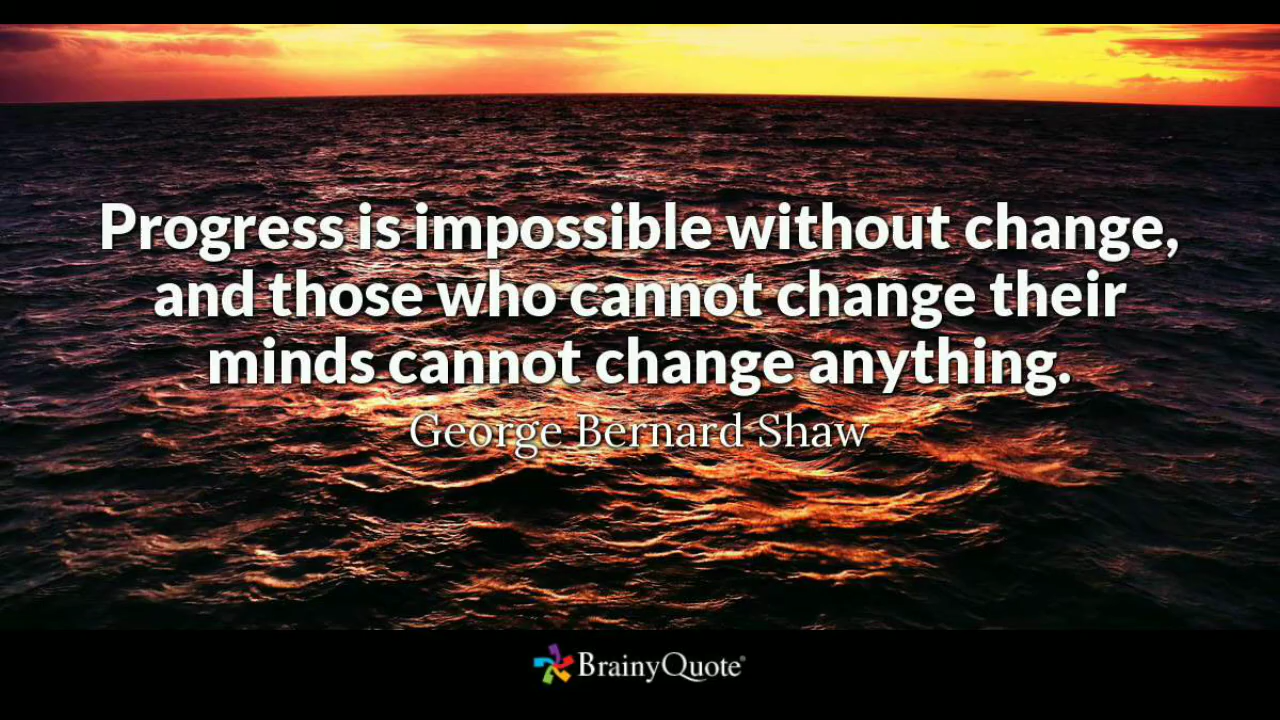 Progress is impossible without change,
and those who cannot change their
minds cannot change anything.
George Bernard Shaw
BrainyQuote®